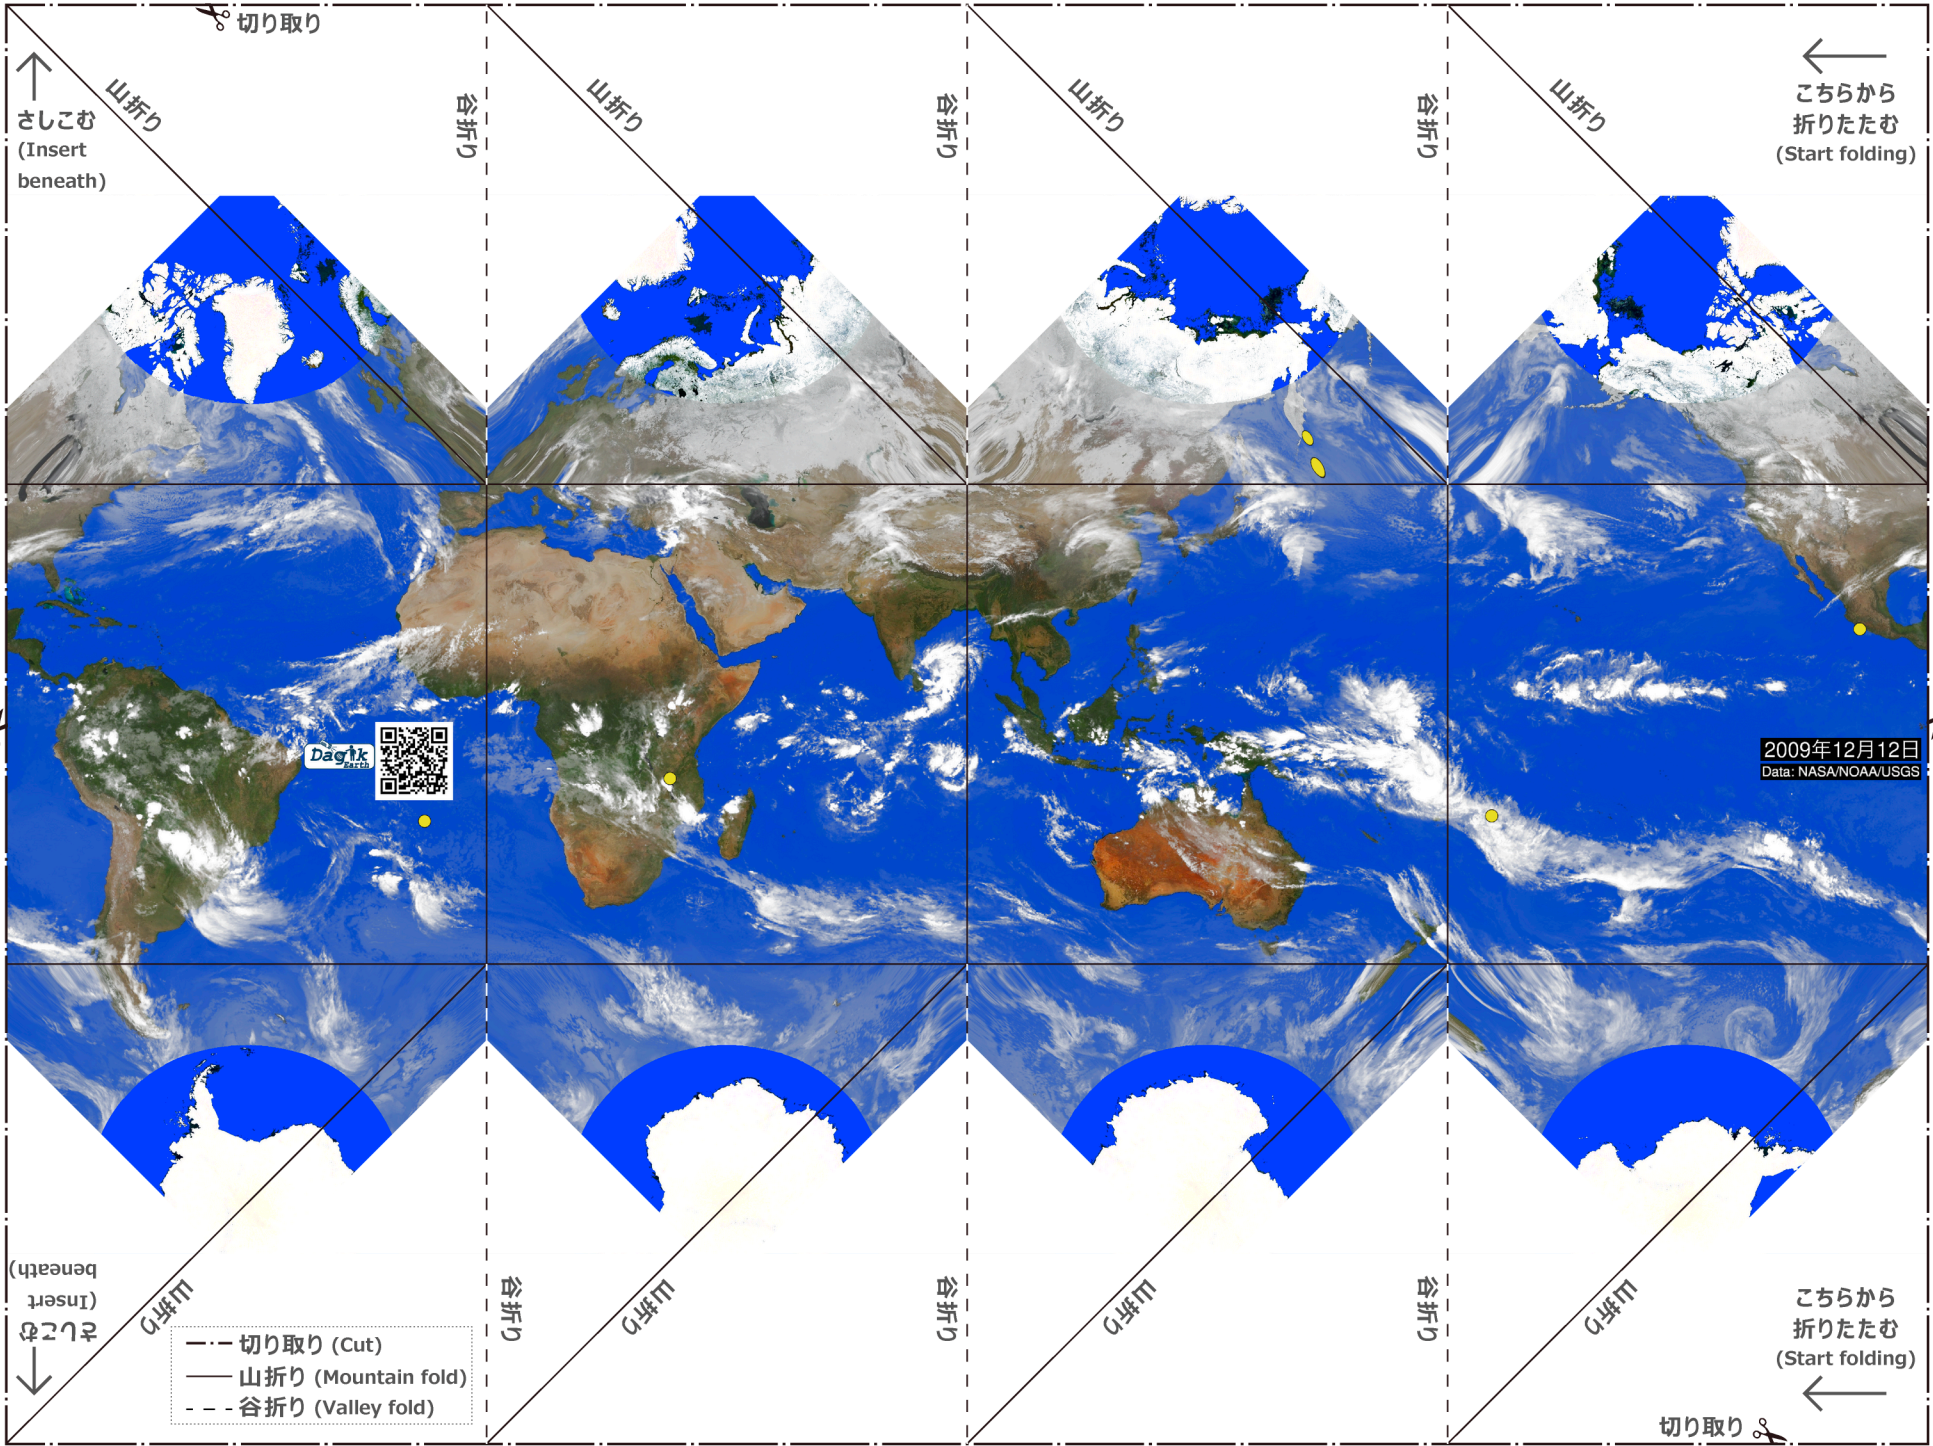 切り取り
山折り
谷折り
山折り
谷折り
山折り
谷折り
山折り
さしこむ
(Insert
beneath)
こちらから
折りたたむ
(Start folding)
Dagik
Earth
2009年12月12日
Data: NASA/NOAA/USGS
さしこむ
(Insert
beneath)
山折り
谷折り
山折り
谷折り
山折り
谷折り
山折り
こちらから
折りたたむ
(Start folding)
切り取り (Cut)
山折り (Mountain fold)
谷折り (Valley fold)
切り取り